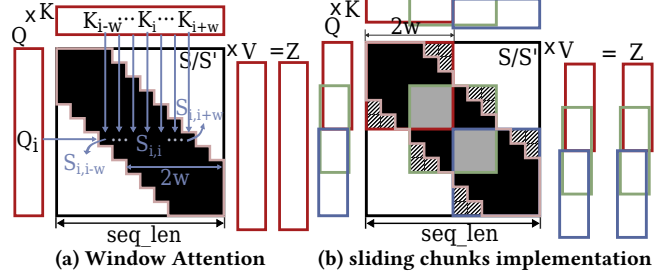 ×K
K_{i-w} ··· K_i ··· K_{i+w}
Q
S/S'
×V = Z
S_{i,i+w}
Q_i
S_{i,i}
S_{i,i-w}
2w
seq_len
(a) Window Attention
×K
Q
2w
S/S'
×V = Z
seq_len
(b) sliding chunks implementation